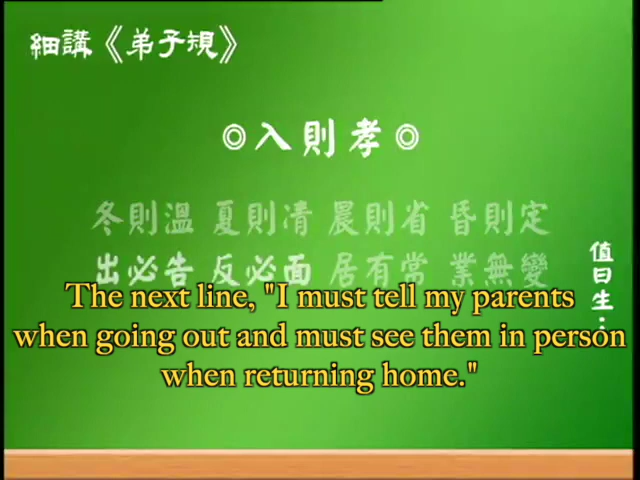 細講《弟子規》
◎入則孝◎
冬則溫 夏則凊 晨則省 昏則定
出必告 反必面 居有常 業無變
值日生：
The next line, "I must tell my parents
when going out and must see them in person
when returning home."